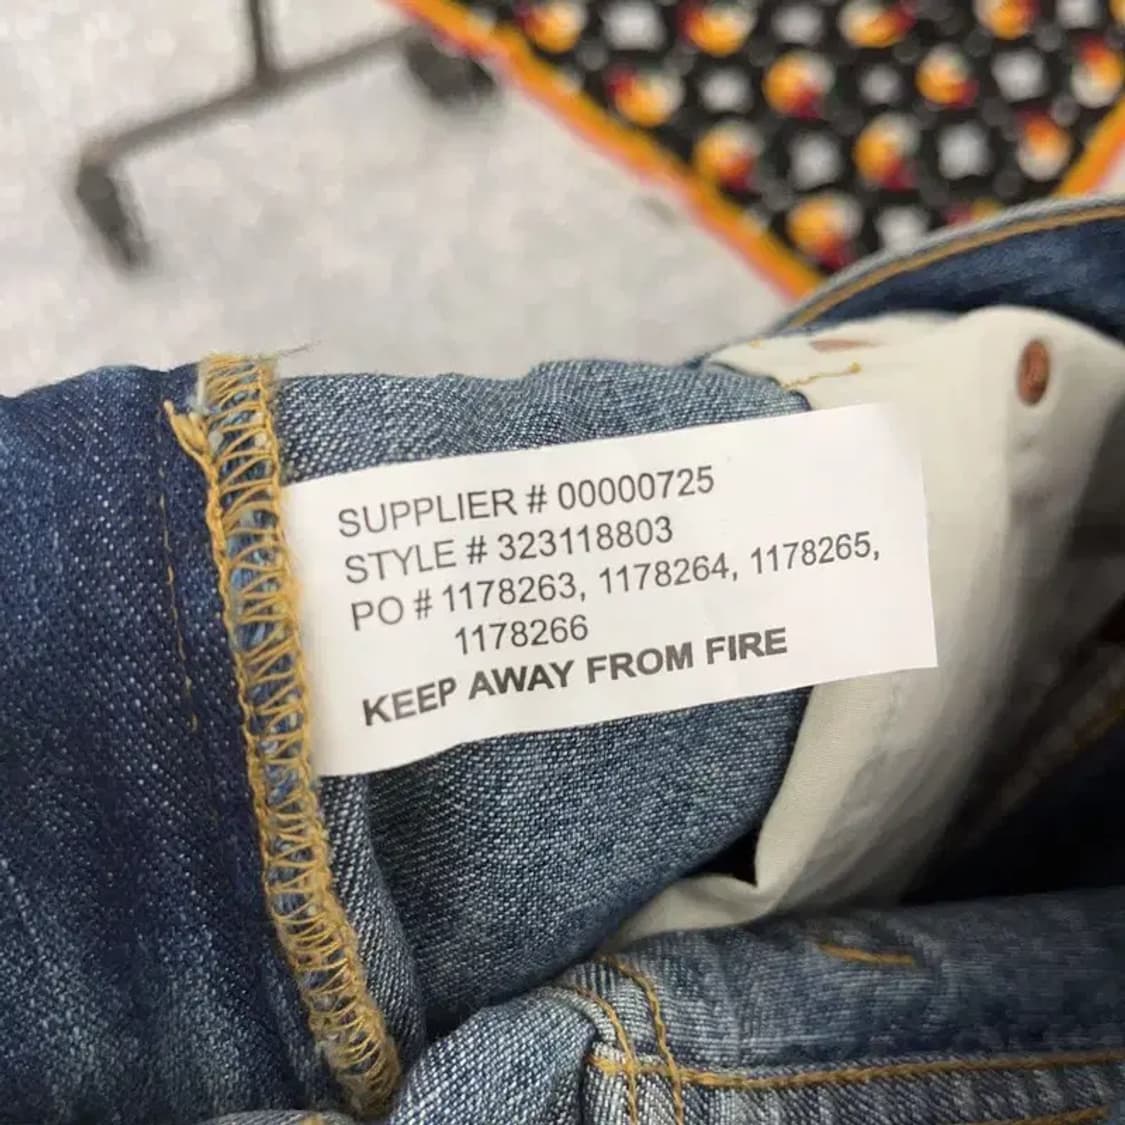 SUPPLIER # 00000725
STYLE # 323118803
PO # 1178263, 1178264, 1178265,
1178266
KEEP AWAY FROM FIRE